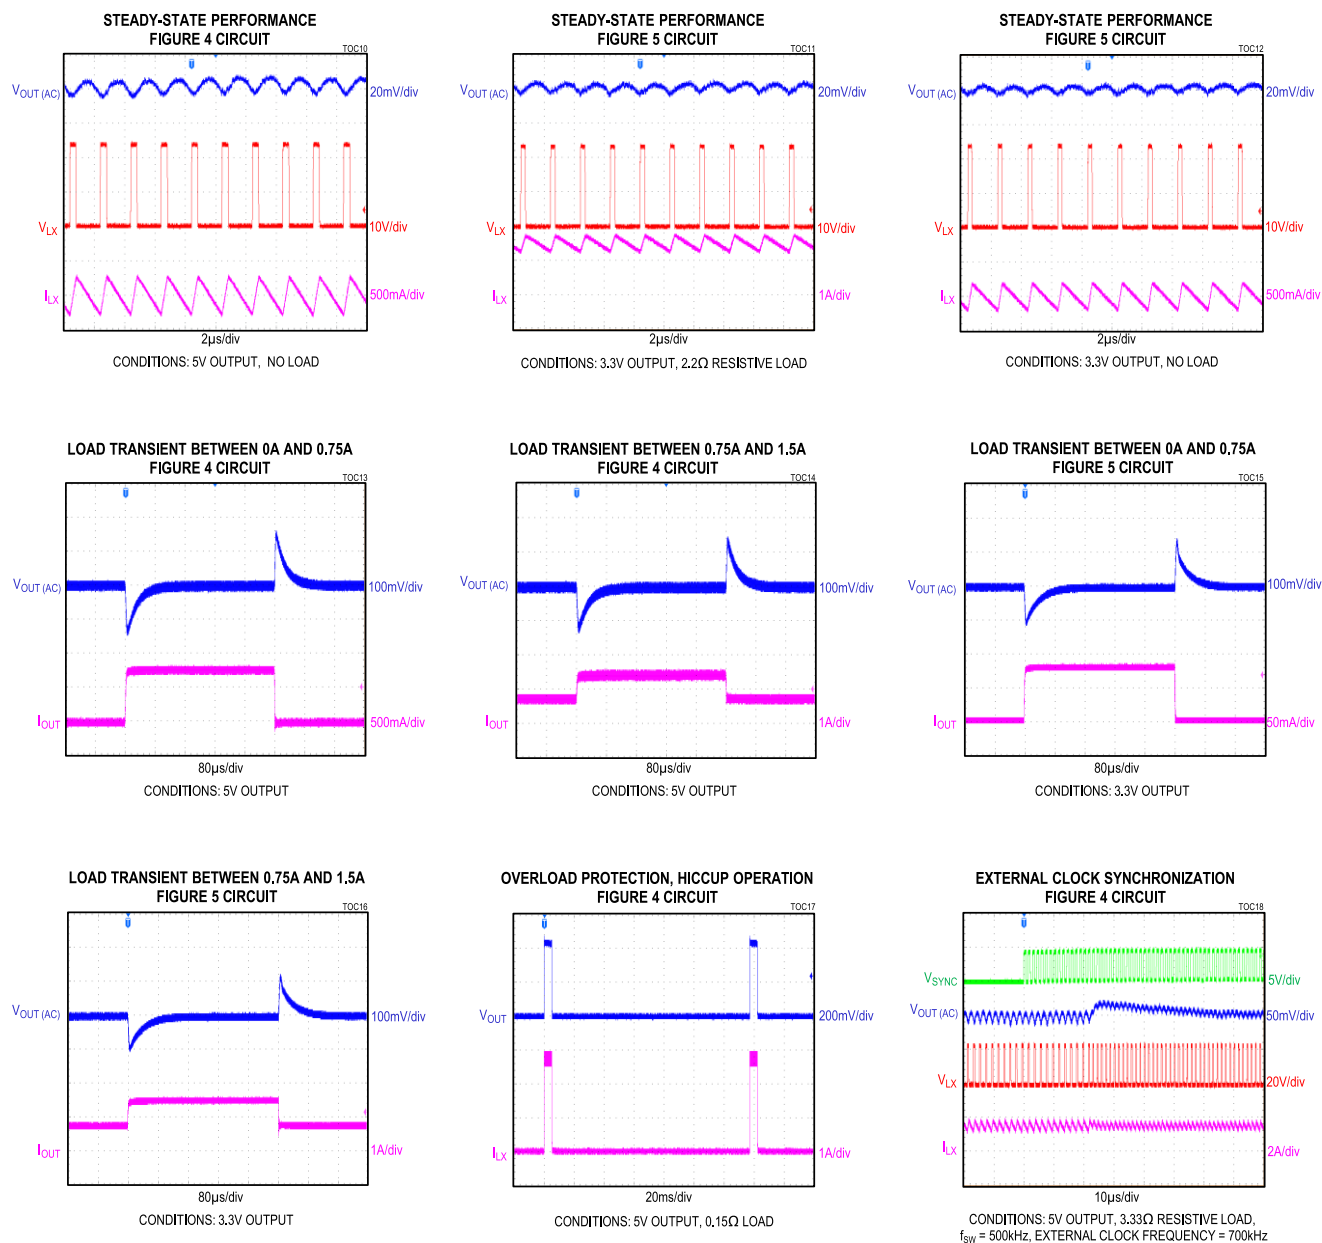 STEADY-STATE PERFORMANCE
FIGURE 4 CIRCUIT
TOC10
VOUT (AC)
20mV/div
VLX
10V/div
ILX
500mA/div
2µs/div
CONDITIONS: 5V OUTPUT, NO LOAD
STEADY-STATE PERFORMANCE
FIGURE 5 CIRCUIT
TOC11
VOUT (AC)
20mV/div
VLX
10V/div
ILX
1A/div
2µs/div
CONDITIONS: 3.3V OUTPUT, 2.2Ω RESISTIVE LOAD
STEADY-STATE PERFORMANCE
FIGURE 5 CIRCUIT
TOC12
VOUT (AC)
20mV/div
VLX
10V/div
ILX
500mA/div
2µs/div
CONDITIONS: 3.3V OUTPUT, NO LOAD
LOAD TRANSIENT BETWEEN 0A AND 0.75A
FIGURE 4 CIRCUIT
TOC13
VOUT (AC)
100mV/div
IOUT
500mA/div
80µs/div
CONDITIONS: 5V OUTPUT
LOAD TRANSIENT BETWEEN 0.75A AND 1.5A
FIGURE 4 CIRCUIT
TOC14
VOUT (AC)
100mV/div
IOUT
1A/div
80µs/div
CONDITIONS: 5V OUTPUT
LOAD TRANSIENT BETWEEN 0A AND 0.75A
FIGURE 5 CIRCUIT
TOC15
VOUT (AC)
100mV/div
IOUT
50mA/div
80µs/div
CONDITIONS: 3.3V OUTPUT
LOAD TRANSIENT BETWEEN 0.75A AND 1.5A
FIGURE 5 CIRCUIT
TOC16
VOUT (AC)
100mV/div
IOUT
1A/div
80µs/div
CONDITIONS: 3.3V OUTPUT
OVERLOAD PROTECTION, HICCUP OPERATION
FIGURE 4 CIRCUIT
TOC17
VOUT
200mV/div
ILX
1A/div
20ms/div
CONDITIONS: 5V OUTPUT, 0.15Ω LOAD
EXTERNAL CLOCK SYNCHRONIZATION
FIGURE 4 CIRCUIT
TOC18
VSYNC
5V/div
VOUT (AC)
50mV/div
VLX
20V/div
ILX
2A/div
10µs/div
CONDITIONS: 5V OUTPUT, 3.33Ω RESISTIVE LOAD,
fSW = 500kHz, EXTERNAL CLOCK FREQUENCY = 700kHz